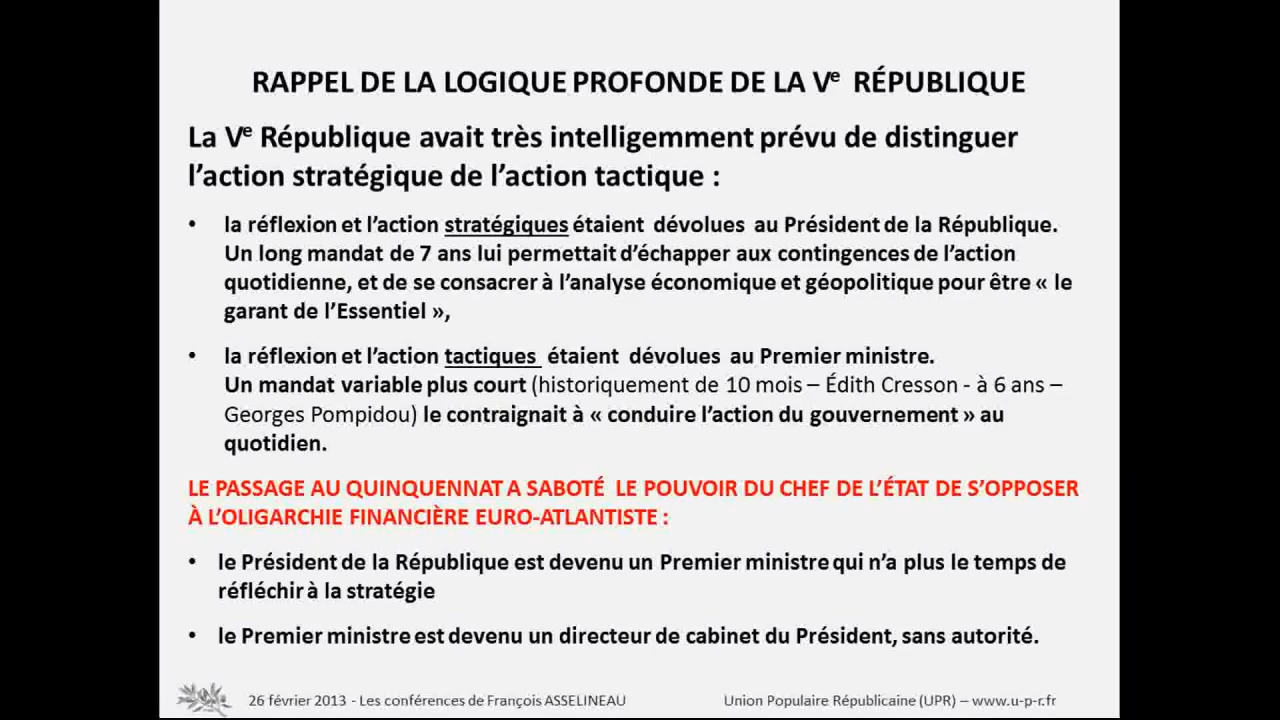 RAPPEL DE LA LOGIQUE PROFONDE DE LA Ve RÉPUBLIQUE
La Ve République avait très intelligemment prévu de distinguer
l’action stratégique de l’action tactique :
• la réflexion et l’action stratégiques étaient dévolues au Président de la République.
Un long mandat de 7 ans lui permettait d’échapper aux contingences de l’action
quotidienne, et de se consacrer à l’analyse économique et géopolitique pour être « le
garant de l’Essentiel »,
• la réflexion et l’action tactiques étaient dévolues au Premier ministre.
Un mandat variable plus court (historiquement de 10 mois – Édith Cresson - à 6 ans –
Georges Pompidou) le contraignait à « conduire l’action du gouvernement » au
quotidien.
LE PASSAGE AU QUINQUENNAT A SABOTÉ LE POUVOIR DU CHEF DE L’ÉTAT DE S’OPPOSER
À L’OLIGARCHIE FINANCIÈRE EURO-ATLANTISTE :
• le Président de la République est devenu un Premier ministre qui n’a plus le temps de
réfléchir à la stratégie
• le Premier ministre est devenu un directeur de cabinet du Président, sans autorité.
26 février 2013 - Les conférences de François ASSELINEAU
Union Populaire Républicaine (UPR) – www.u-p-r.fr